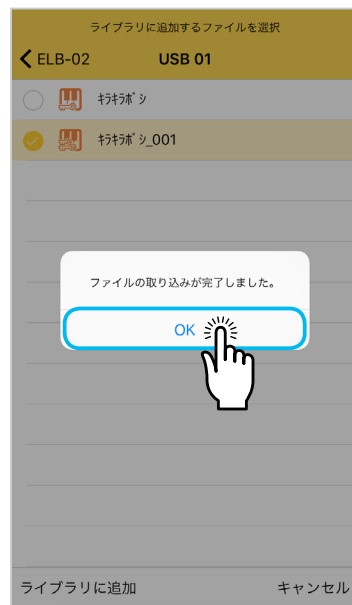 ライブラリに追加するファイルを選択
ELB-02 USB 01
ｷﾗｷﾗﾎﾞｼ
ｷﾗｷﾗﾎﾞｼ_001
ファイルの取り込みが完了しました。
OK
ライブラリに追加 キャンセル